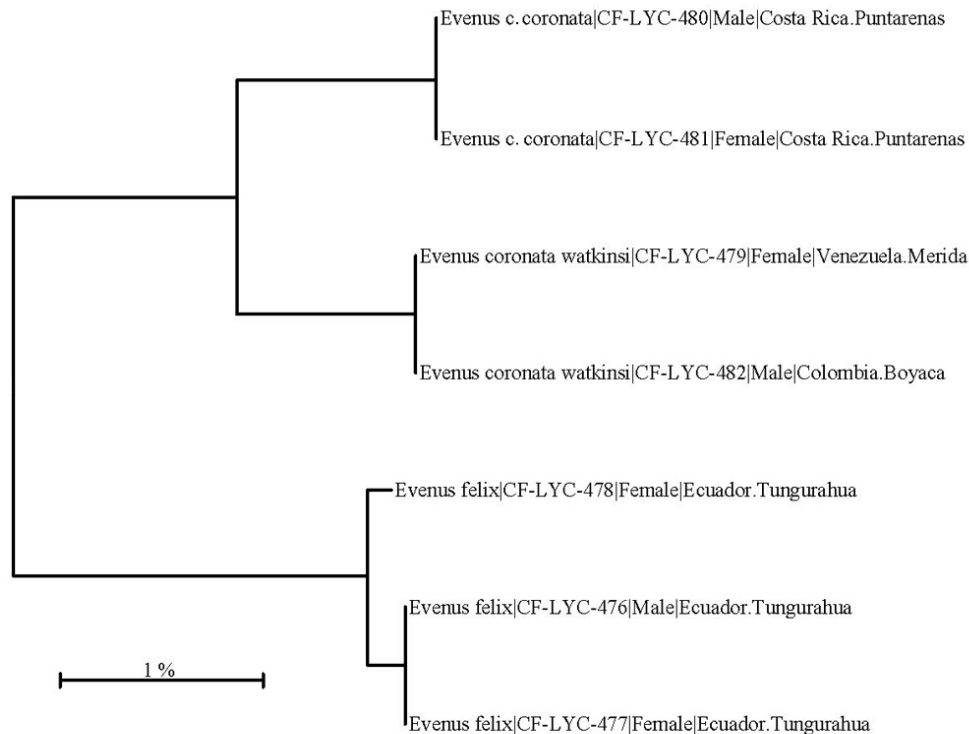 Evenus c. coronata|CF-LYC-480|Male|Costa Rica.Puntarenas
Evenus c. coronata|CF-LYC-481|Female|Costa Rica.Puntarenas
Evenus coronata watkinsi|CF-LYC-479|Female|Venezuela.Merida
Evenus coronata watkinsi|CF-LYC-482|Male|Colombia.Boyaca
Evenus felix|CF-LYC-478|Female|Ecuador.Tungurahua
Evenus felix|CF-LYC-476|Male|Ecuador.Tungurahua
1 %
Evenus felix|CF-LYC-477|Female|Ecuador.Tungurahua